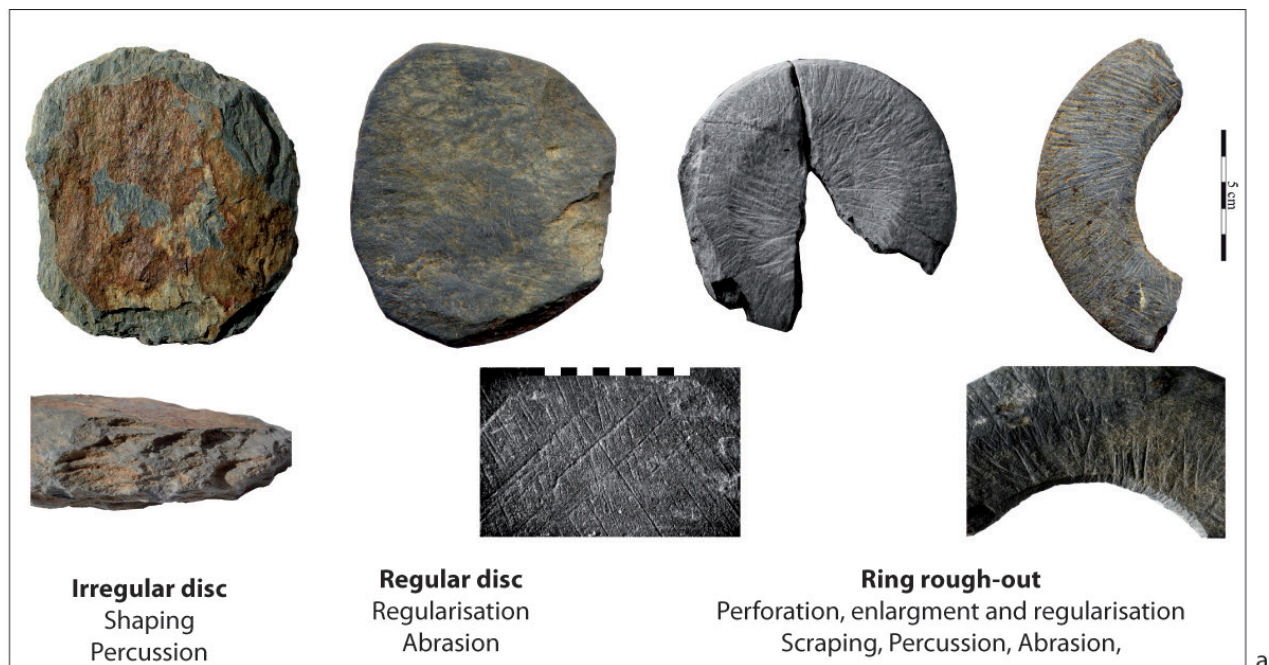 5 cm
Irregular disc
Shaping
Percussion
Regular disc
Regularisation
Abrasion
Ring rough-out
Perforation, enlargment and regularisation
Scraping, Percussion, Abrasion,
a